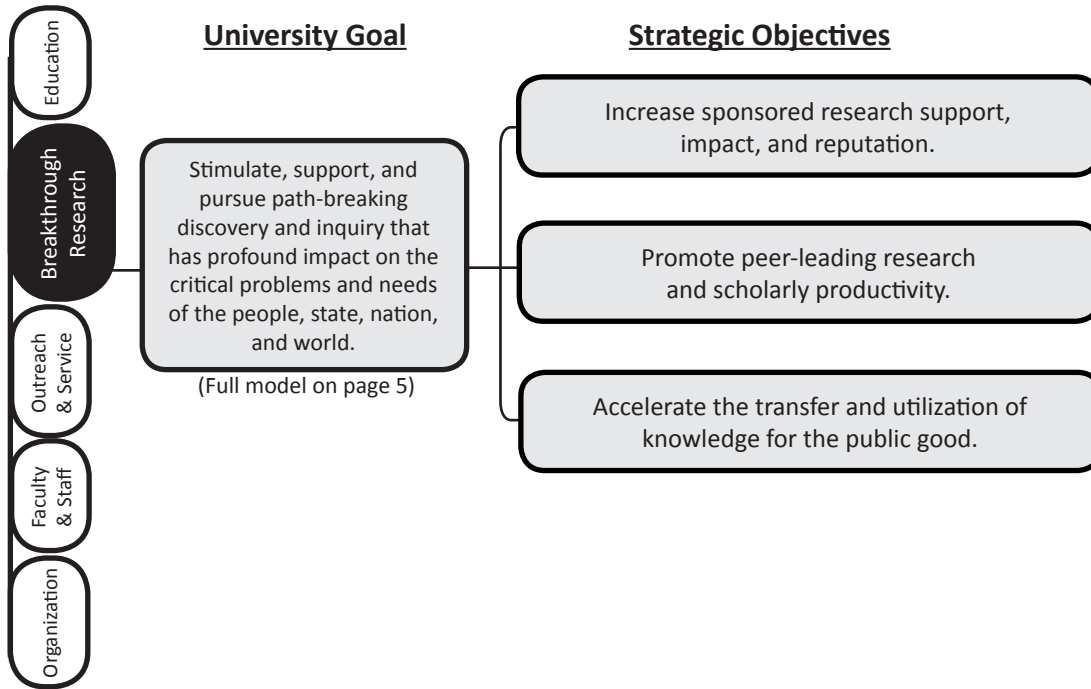 Education
Breakthrough
Research
Outreach
& Service
Faculty
& Staff
Organization
University Goal
Stimulate, support, and
pursue path-breaking
discovery and inquiry that
has profound impact on the
critical problems and needs
of the people, state, nation,
and world.
(Full model on page 5)
Strategic Objectives
Increase sponsored research support,
impact, and reputation.
Promote peer-leading research
and scholarly productivity.
Accelerate the transfer and utilization of
knowledge for the public good.